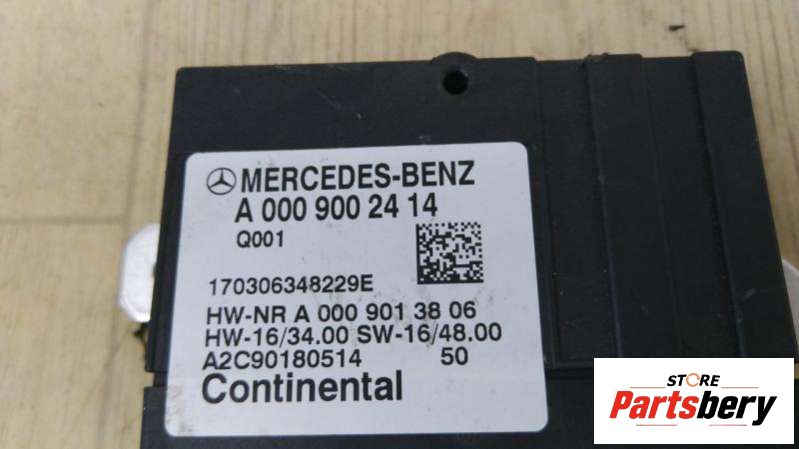 MERCEDES-BENZ
A 000 900 24 14
Q001
170306348229E
HW-NR A 000 901 38 06
HW-16/34.00 SW-16/48.00
A2C90180514 50
Continental
STORE
Partsbery